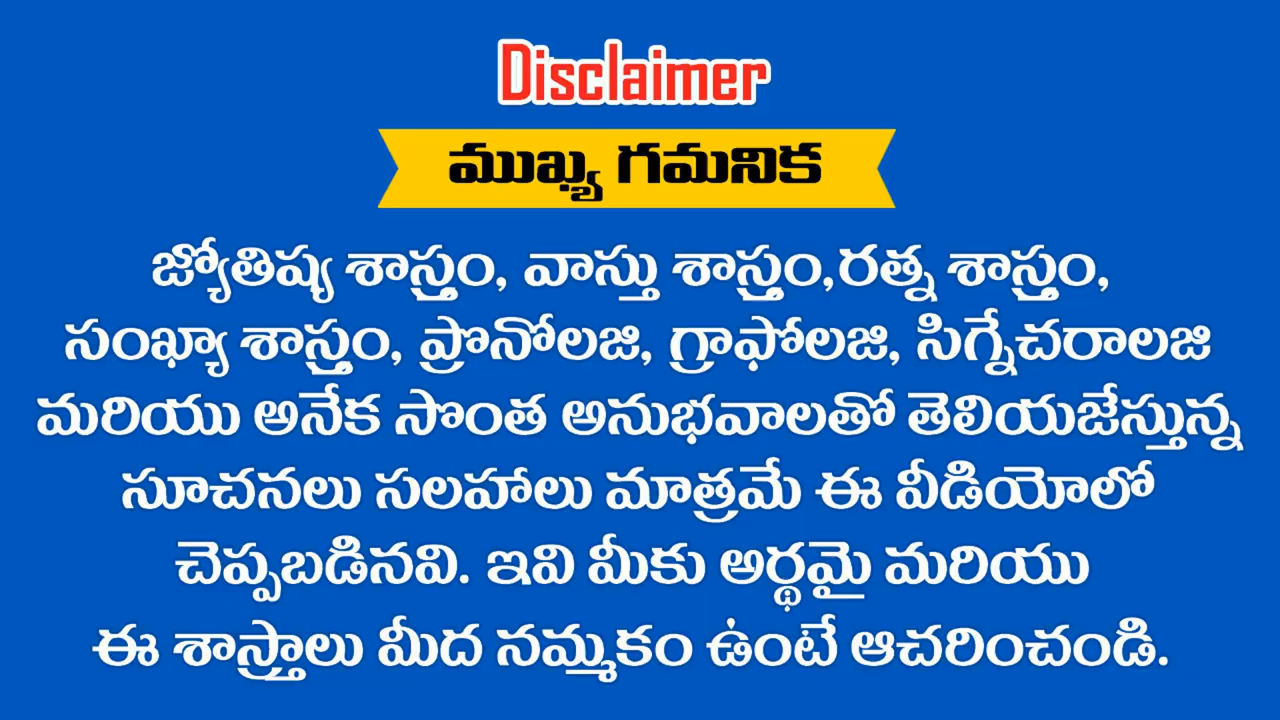 Disclaimer
ముఖ్య గమనిక
జ్యోతిష్య శాస్త్రం, వాస్తు శాస్త్రం,రత్న శాస్త్రం,
సంఖ్యా శాస్త్రం, ప్రొనోలజి, గ్రాఫోలజి, సిగ్నేచరాలజి
మరియు అనేక సొంత అనుభవాలతో తెలియజేస్తున్న
సూచనలు సలహాలు మాత్రమే ఈ వీడియోలో
చెప్పబడినవి. ఇవి మీకు అర్థమై మరియు
ఈ శాస్త్రాలు మీద నమ్మకం ఉంటే ఆచరించండి.